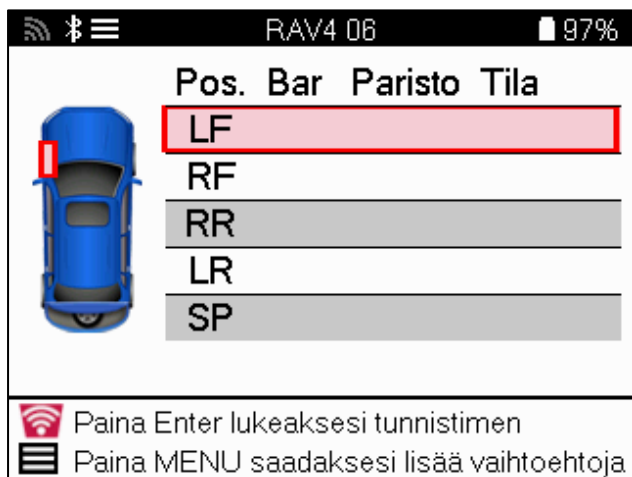 RAV4 06 97%
Pos. Bar Paristo Tila
LF
RF
RR
LR
SP
Paina Enter lukeaksesi tunnistimen
Paina MENU saadaksesi lisää vaihtoehtoja